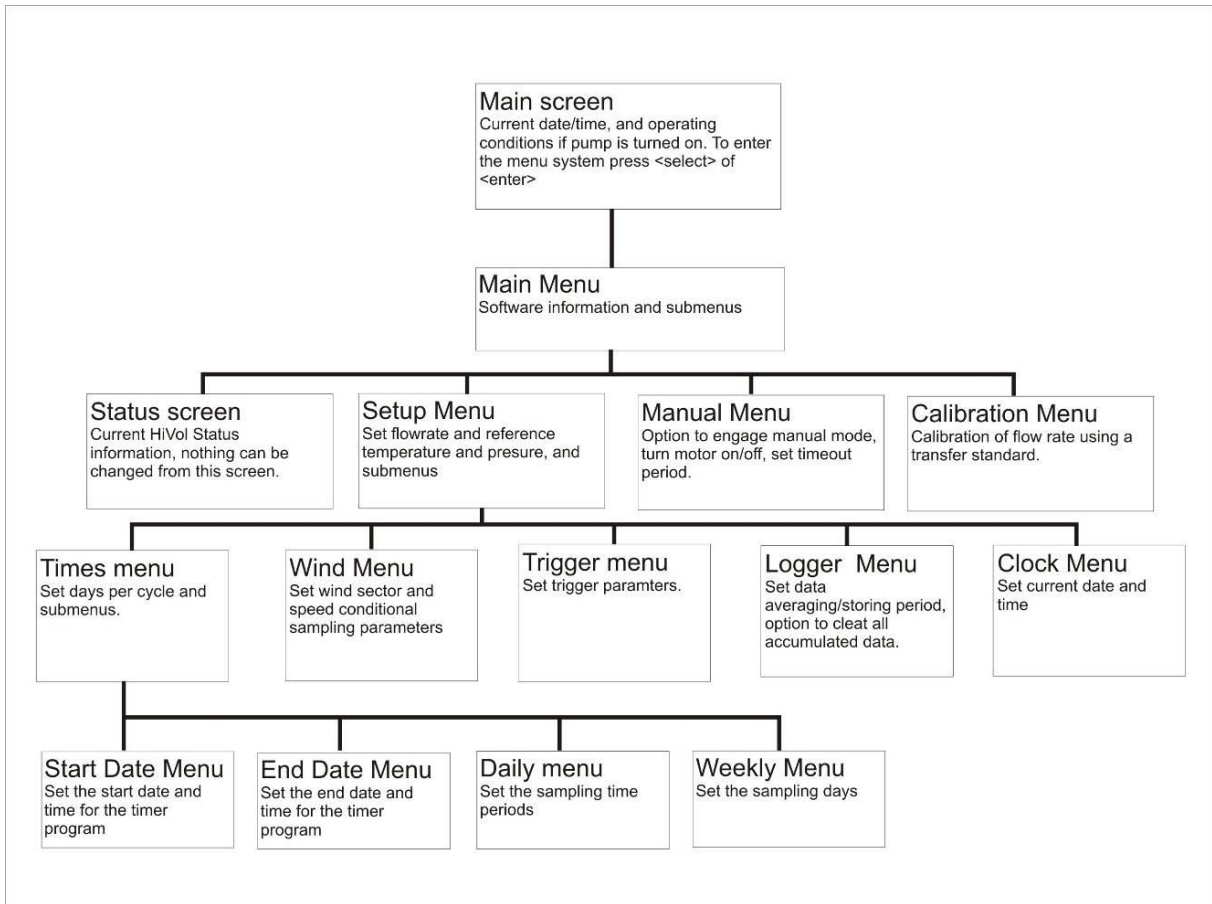 Main screen
Current date/time, and operating
conditions if pump is turned on. To enter
the menu system press <select> of
<enter>
Main Menu
Software information and submenus
Status screen
Current HiVol Status
information, nothing can be
changed from this screen.
Setup Menu
Set flowrate and reference
temperature and presure, and
submenus
Manual Menu
Option to engage manual mode,
turn motor on/off, set timeout
period.
Calibration Menu
Calibration of flow rate using a
transfer standard.
Times menu
Set days per cycle and
submenus.
Wind Menu
Set wind sector and
speed conditional
sampling parameters
Trigger menu
Set trigger paramters.
Logger Menu
Set data
averaging/storing period,
option to cleat all
accumulated data.
Clock Menu
Set current date and
time
Start Date Menu
Set the start date and
time for the timer
program
End Date Menu
Set the end date and
time for the timer
program
Daily menu
Set the sampling time
periods
Weekly Menu
Set the sampling days